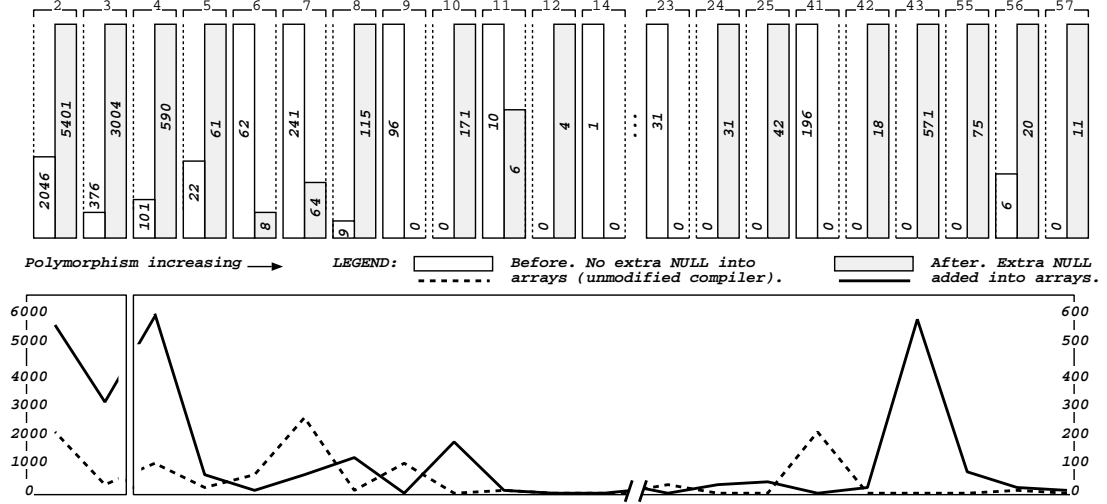 2 3 4 5 6 7 8 9 10 11 12 14 23 24 25 41 42 43 55 56 57
2046 5401 376 3004 101 590 22 61 62 8 241 64 9 115 96 0 0 171 10 6 0 4 1 0 ... 31 0 0 31 0 42 196 0 0 18 0 571 0 75 6 20 0 11
Polymorphism increasing LEGEND: Before. No extra NULL into After. Extra NULL
arrays (unmodified compiler). added into arrays.
6000 600
5000 500
4000 400
3000 300
2000 200
1000 100
0 0